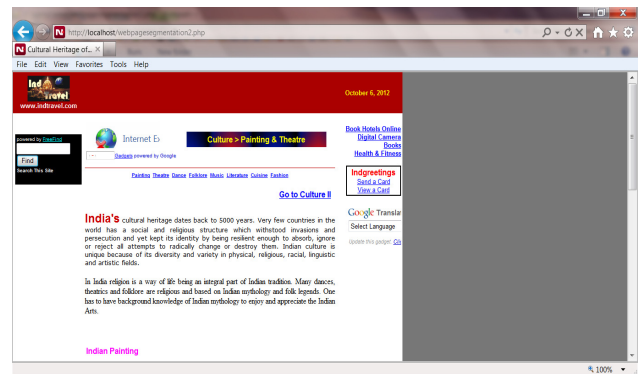 http://localhost/webpagesegmentation2.php
Cultural Heritage of...
File Edit View Favorites Tools Help
Ind Travel
www.indtravel.com
October 6, 2012
powered by FreeFind
Find
Search This Site
Internet E
Culture > Painting & Theatre
Gadgets powered by Google
Painting Theatre Dance Folklore Music Literature Cuisine Fashion
Go to Culture II
Book Hotels Online
Digital Camera
Books
Health & Fitness
Indgreetings
Send a Card
View a Card
Google Transla
Select Language
Update this gadget.
India's cultural heritage dates back to 5000 years. Very few countries in the
world has a social and religious structure which withstood invasions and
persecution and yet kept its identity by being resilient enough to absorb, ignore
or reject all attempts to radically change or destroy them. Indian culture is
unique because of its diversity and variety in physical, religious, racial, linguistic
and artistic fields.
In India religion is a way of life being an integral part of Indian tradition. Many dances,
theatrics and folklore are religious and based on Indian mythology and folk legends. One
has to have background knowledge of Indian mythology to enjoy and appreciate the Indian
Arts.
Indian Painting
100%